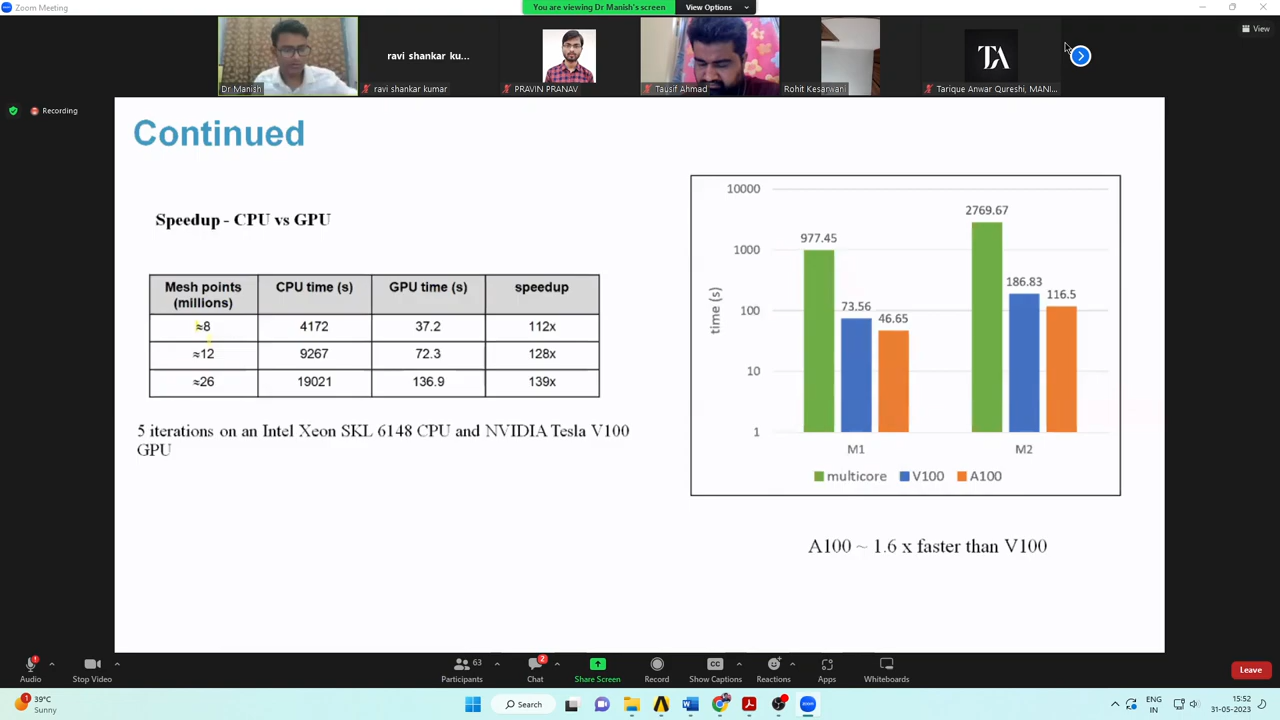 Zoom Meeting
You are viewing Dr Manish's screen
View Options
View
ravi shankar ku...
TA
Dr Manish
ravi shankar kumar
PRAVIN PRANAV
Tausif Ahmad
Rohit Kesarwani
Tarique Anwar Qureshi, MANI...
Recording
Continued
Speedup - CPU vs GPU
Mesh points (millions) CPU time (s) GPU time (s) speedup
≈8 4172 37.2 112x
≈12 9267 72.3 128x
≈26 19021 136.9 139x
5 iterations on an Intel Xeon SKL 6148 CPU and NVIDIA Tesla V100
GPU
10000
1000
100
10
1
time (s)
977.45
73.56
46.65
2769.67
186.83
116.5
M1 M2
multicore V100 A100
A100 ~ 1.6 x faster than V100
Audio
Stop Video
63
Participants
2
Chat
Share Screen
Record
CC
Show Captions
Reactions
Apps
Whiteboards
Leave
1
39°C
Sunny
Search
zoom
ENG
IN
15:52
31-05-2023